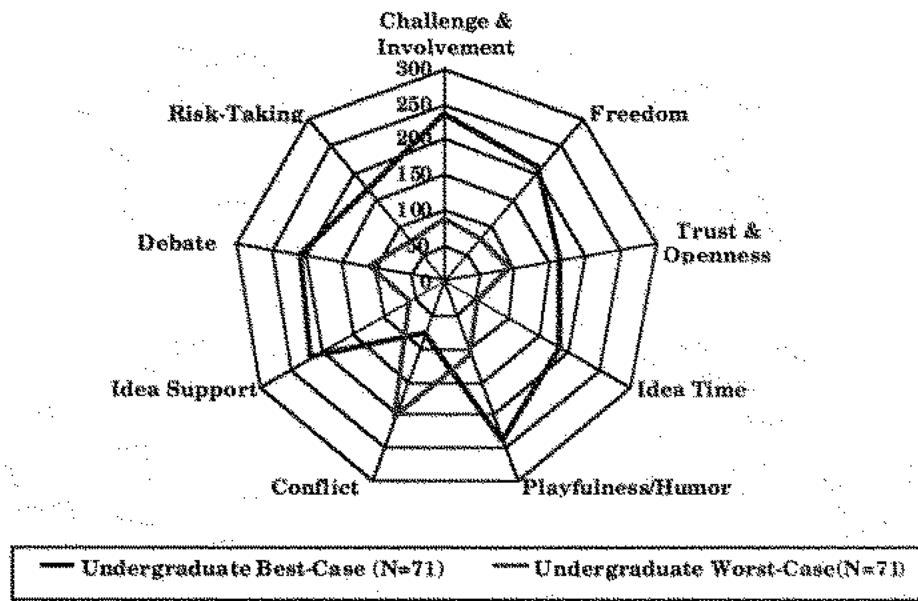 Challenge &
Involvement
300
250
200
150
100
50
0
Risk-Taking
Freedom
Debate
Trust &
Openness
Idea Support
Idea Time
Conflict
Playfulness/Humor
Undergraduate Best-Case (N=71)
Undergraduate Worst-Case(N=71)